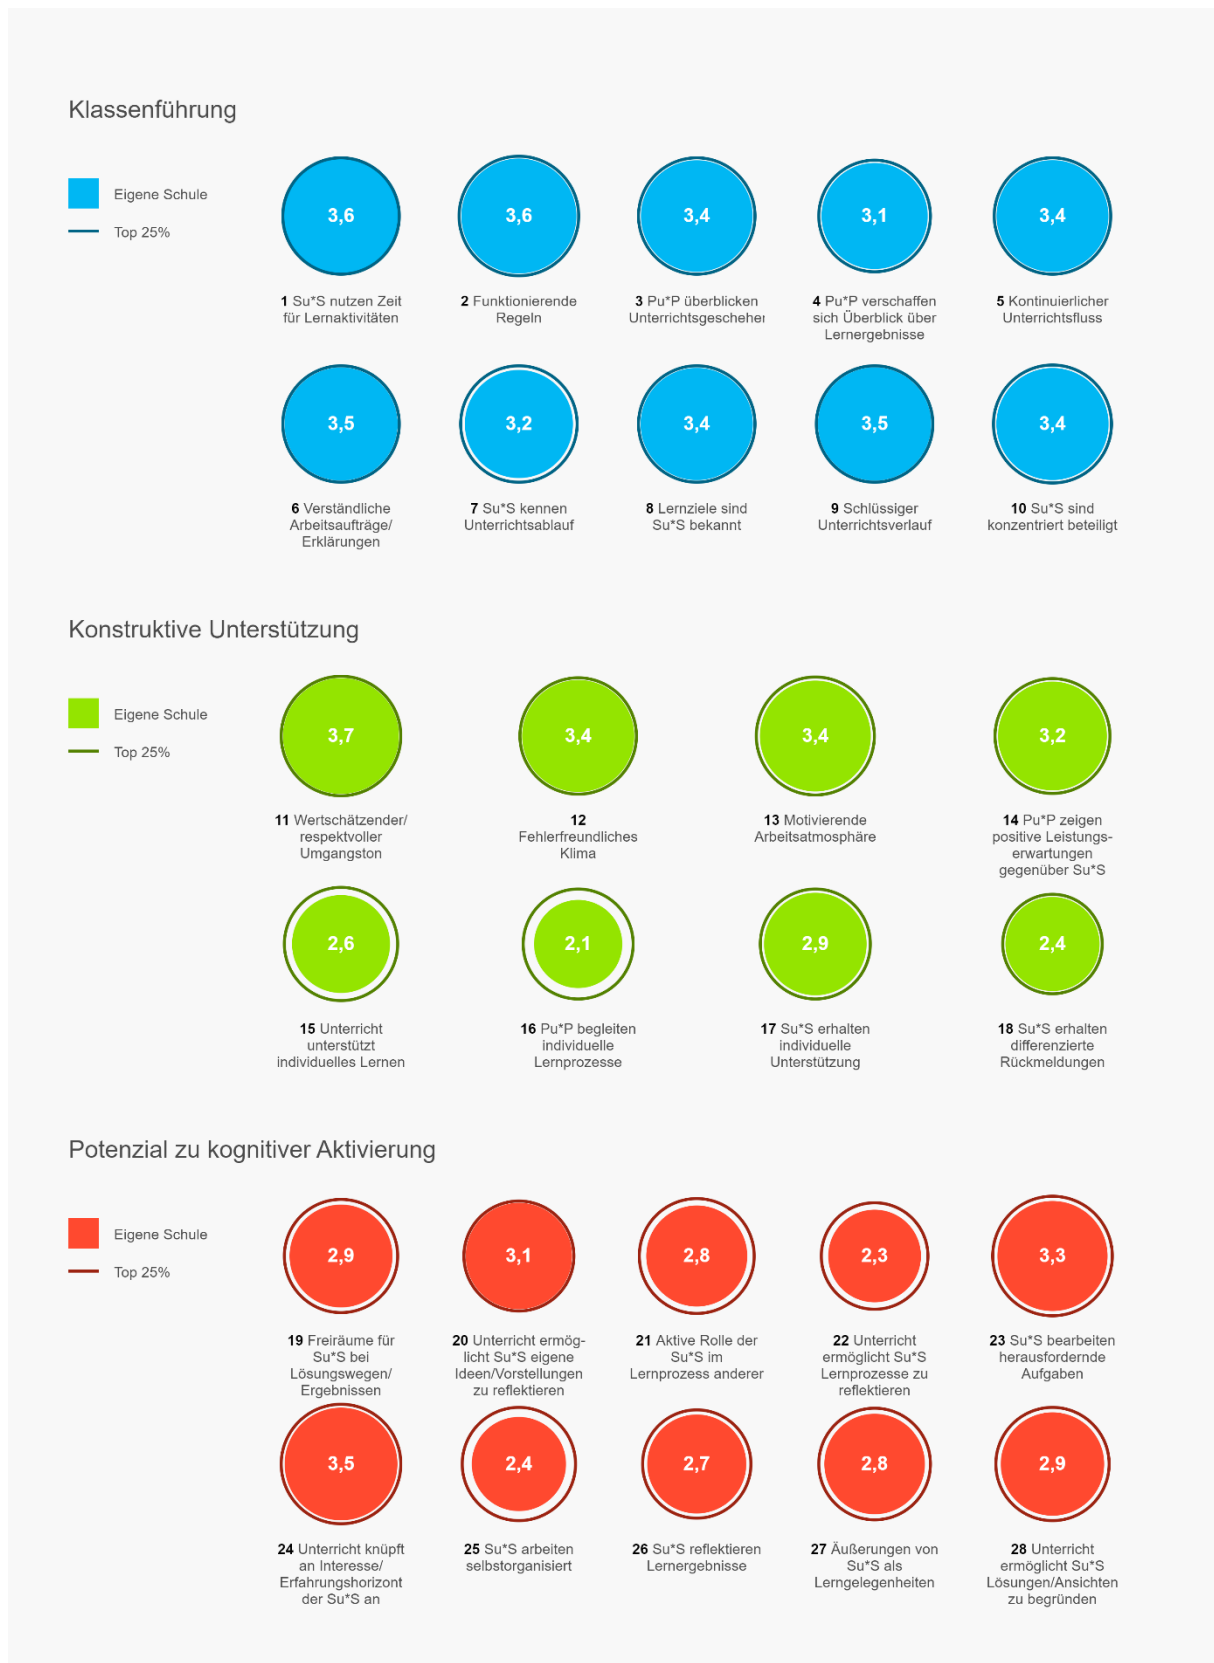 Klassenführung
Eigene Schule
Top 25%
3,6
3,6
3,4
3,1
3,4
1 Su*S nutzen Zeit
für Lernaktivitäten
2 Funktionierende
Regeln
3 Pu*P überblicken
Unterrichtsgeschehen
4 Pu*P verschaffen
sich Überblick über
Lernergebnisse
5 Kontinuierlicher
Unterrichtsfluss
3,5
3,2
3,4
3,5
3,4
6 Verständliche
Arbeitsaufträge/
Erklärungen
7 Su*S kennen
Unterrichtsablauf
8 Lernziele sind
Su*S bekannt
9 Schlüssiger
Unterrichtsverlauf
10 Su*S sind
konzentriert beteiligt
Konstruktive Unterstützung
Eigene Schule
Top 25%
3,7
3,4
3,4
3,2
11 Wertschätzender/
respektvoller
Umgangston
12
Fehlerfreundliches
Klima
13 Motivierende
Arbeitsatmosphäre
14 Pu*P zeigen
positive Leistungs-
erwartungen
gegenüber Su*S
2,6
2,1
2,9
2,4
15 Unterricht
unterstützt
individuelles Lernen
16 Pu*P begleiten
individuelle
Lernprozesse
17 Su*S erhalten
individuelle
Unterstützung
18 Su*S erhalten
differenzierte
Rückmeldungen
Potenzial zu kognitiver Aktivierung
Eigene Schule
Top 25%
2,9
3,1
2,8
2,3
3,3
19 Freiräume für
Su*S bei
Lösungswegen/
Ergebnissen
20 Unterricht ermög-
licht Su*S eigene
Ideen/Vorstellungen
zu reflektieren
21 Aktive Rolle der
Su*S im
Lernprozess anderer
22 Unterricht
ermöglicht Su*S
Lernprozesse zu
reflektieren
23 Su*S bearbeiten
herausfordernde
Aufgaben
3,5
2,4
2,7
2,8
2,9
24 Unterricht knüpft
an Interesse/
Erfahrungshorizont
der Su*S an
25 Su*S arbeiten
selbstorganisiert
26 Su*S reflektieren
Lernergebnisse
27 Äußerungen von
Su*S als
Lerngelegenheiten
28 Unterricht
ermöglicht Su*S
Lösungen/Ansichten
zu begründen